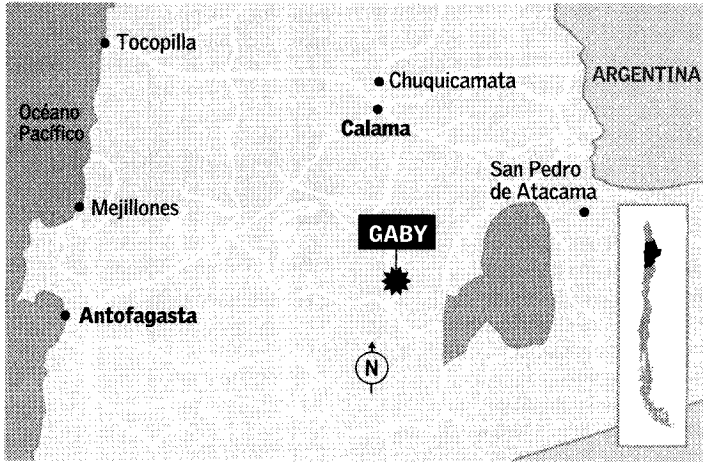 Tocopilla
Chuquicamata
ARGENTINA
Océano
Pacífico
Calama
San Pedro
de Atacama
Mejillones
GABY
Antofagasta
N